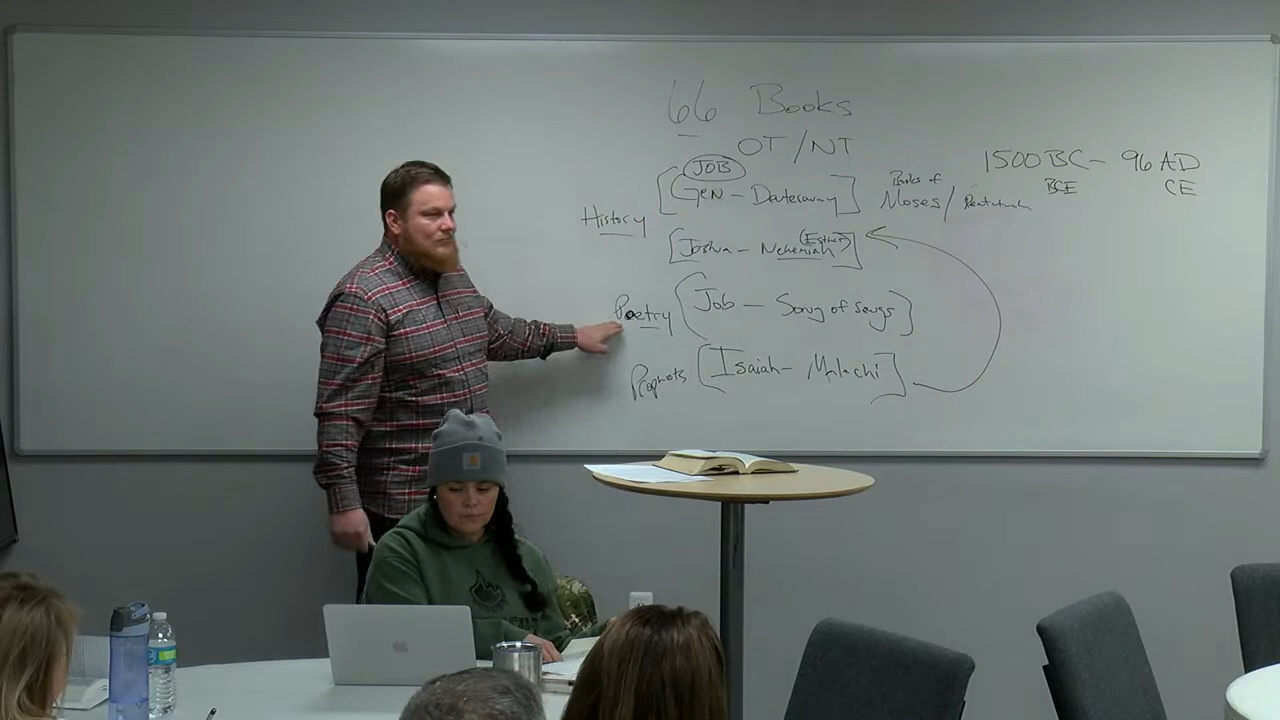 66 Books
OT / NT
1500 BC – 96 AD
BCE CE
JOB
[Gen – Deuteronomy] Books of Moses / Pentateuch
History
[Joshua – Nehemiah (Esther)]
Poetry [Job – Song of Songs]
Prophets [Isaiah – Malachi]